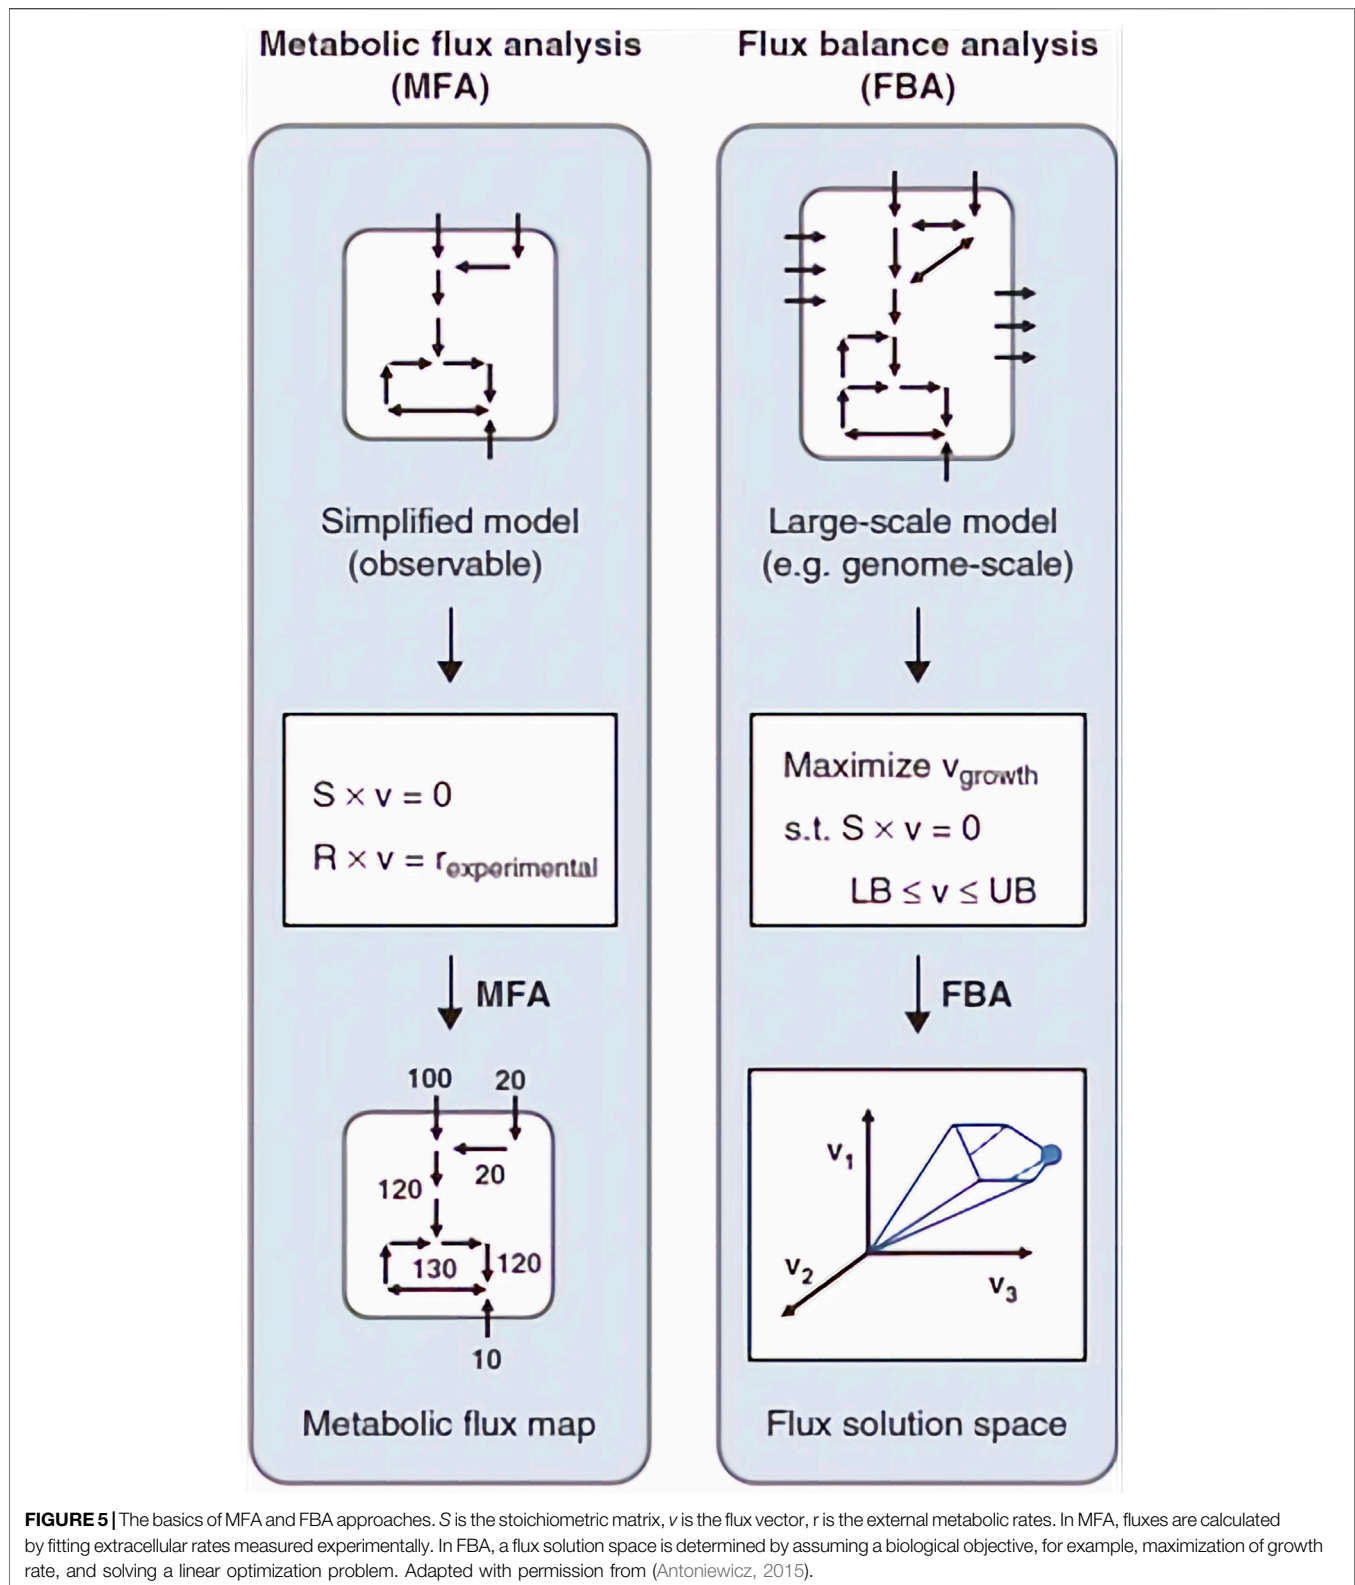 Metabolic flux analysis
(MFA)
Flux balance analysis
(FBA)
Simplified model
(observable)
Large-scale model
(e.g. genome-scale)
S × v = 0
R × v = rexperimental
Maximize vgrowth
s.t. S × v = 0
LB ≤ v ≤ UB
MFA
FBA
100 20
20
120
130 120
10
V1
V2
V3
Metabolic flux map
Flux solution space
FIGURE 5 | The basics of MFA and FBA approaches. S is the stoichiometric matrix, v is the flux vector, r is the external metabolic rates. In MFA, fluxes are calculated
by fitting extracellular rates measured experimentally. In FBA, a flux solution space is determined by assuming a biological objective, for example, maximization of growth
rate, and solving a linear optimization problem. Adapted with permission from (Antoniewicz, 2015).